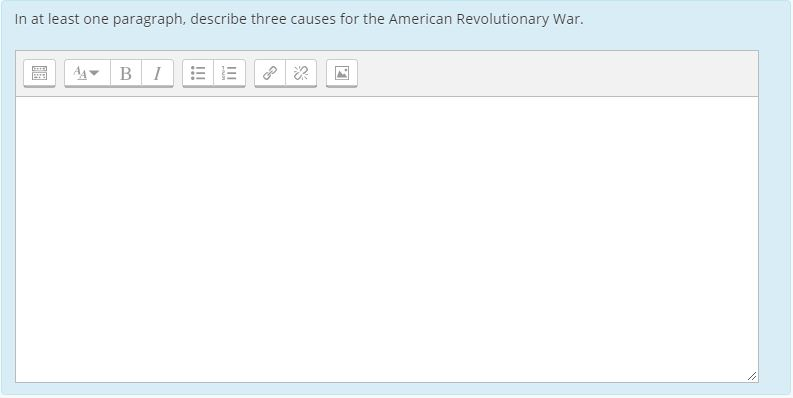 In at least one paragraph, describe three causes for the American Revolutionary War.
B I